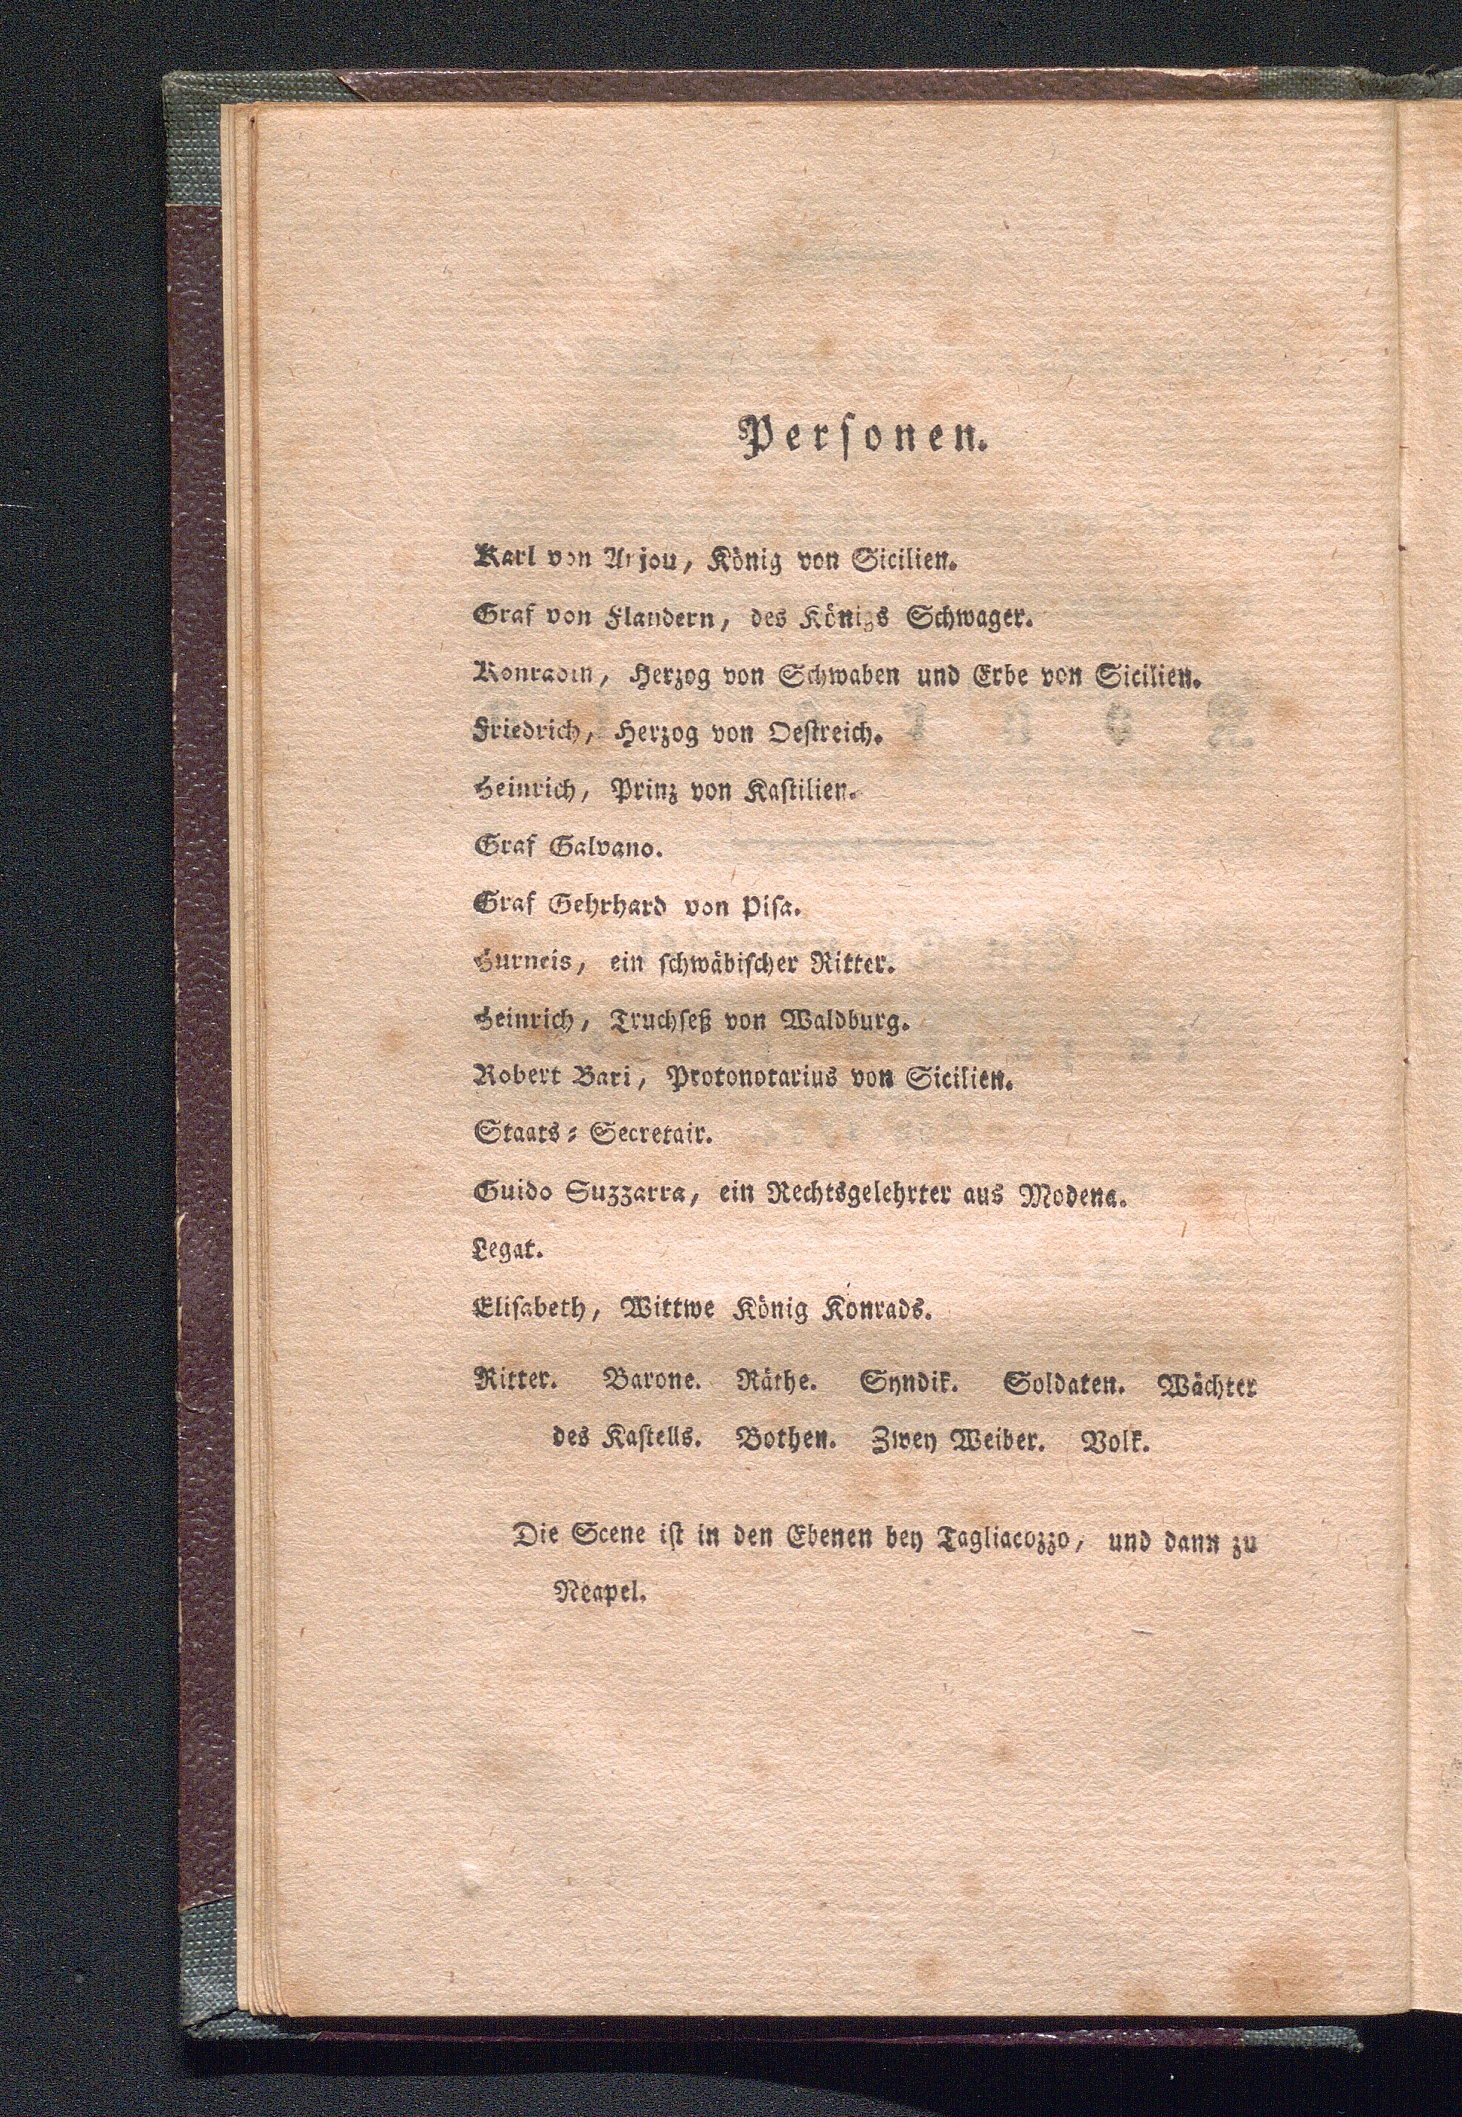 Perſonen.
Karl von Anjou, König von Sicilien.
Graf von Flandern, des Königs Schwager.
Konradin, Herzog von Schwaben und Erbe von Sicilien.
Friedrich, Herzog von Oeſtreich.
Heinrich, Prinz von Kaſtilien.
Graf Galvano.
Graf Gehrhard von Piſa.
Hurneis, ein ſchwäbiſcher Ritter.
Heinrich, Truchſeß von Waldburg.
Robert Bari, Protonotarius von Sicilien.
Staats⸗Secretair.
Guido Suzzarra, ein Rechtsgelehrter aus Modena.
Legat.
Eliſabeth, Wittwe König Konrads.
Ritter. Barone. Räthe. Syndik. Soldaten. Wächter
des Kaſtells. Bothen. Zwey Weiber. Volk.
Die Scene iſt in den Ebenen bey Tagliacozzo, und dann zu
Neapel.